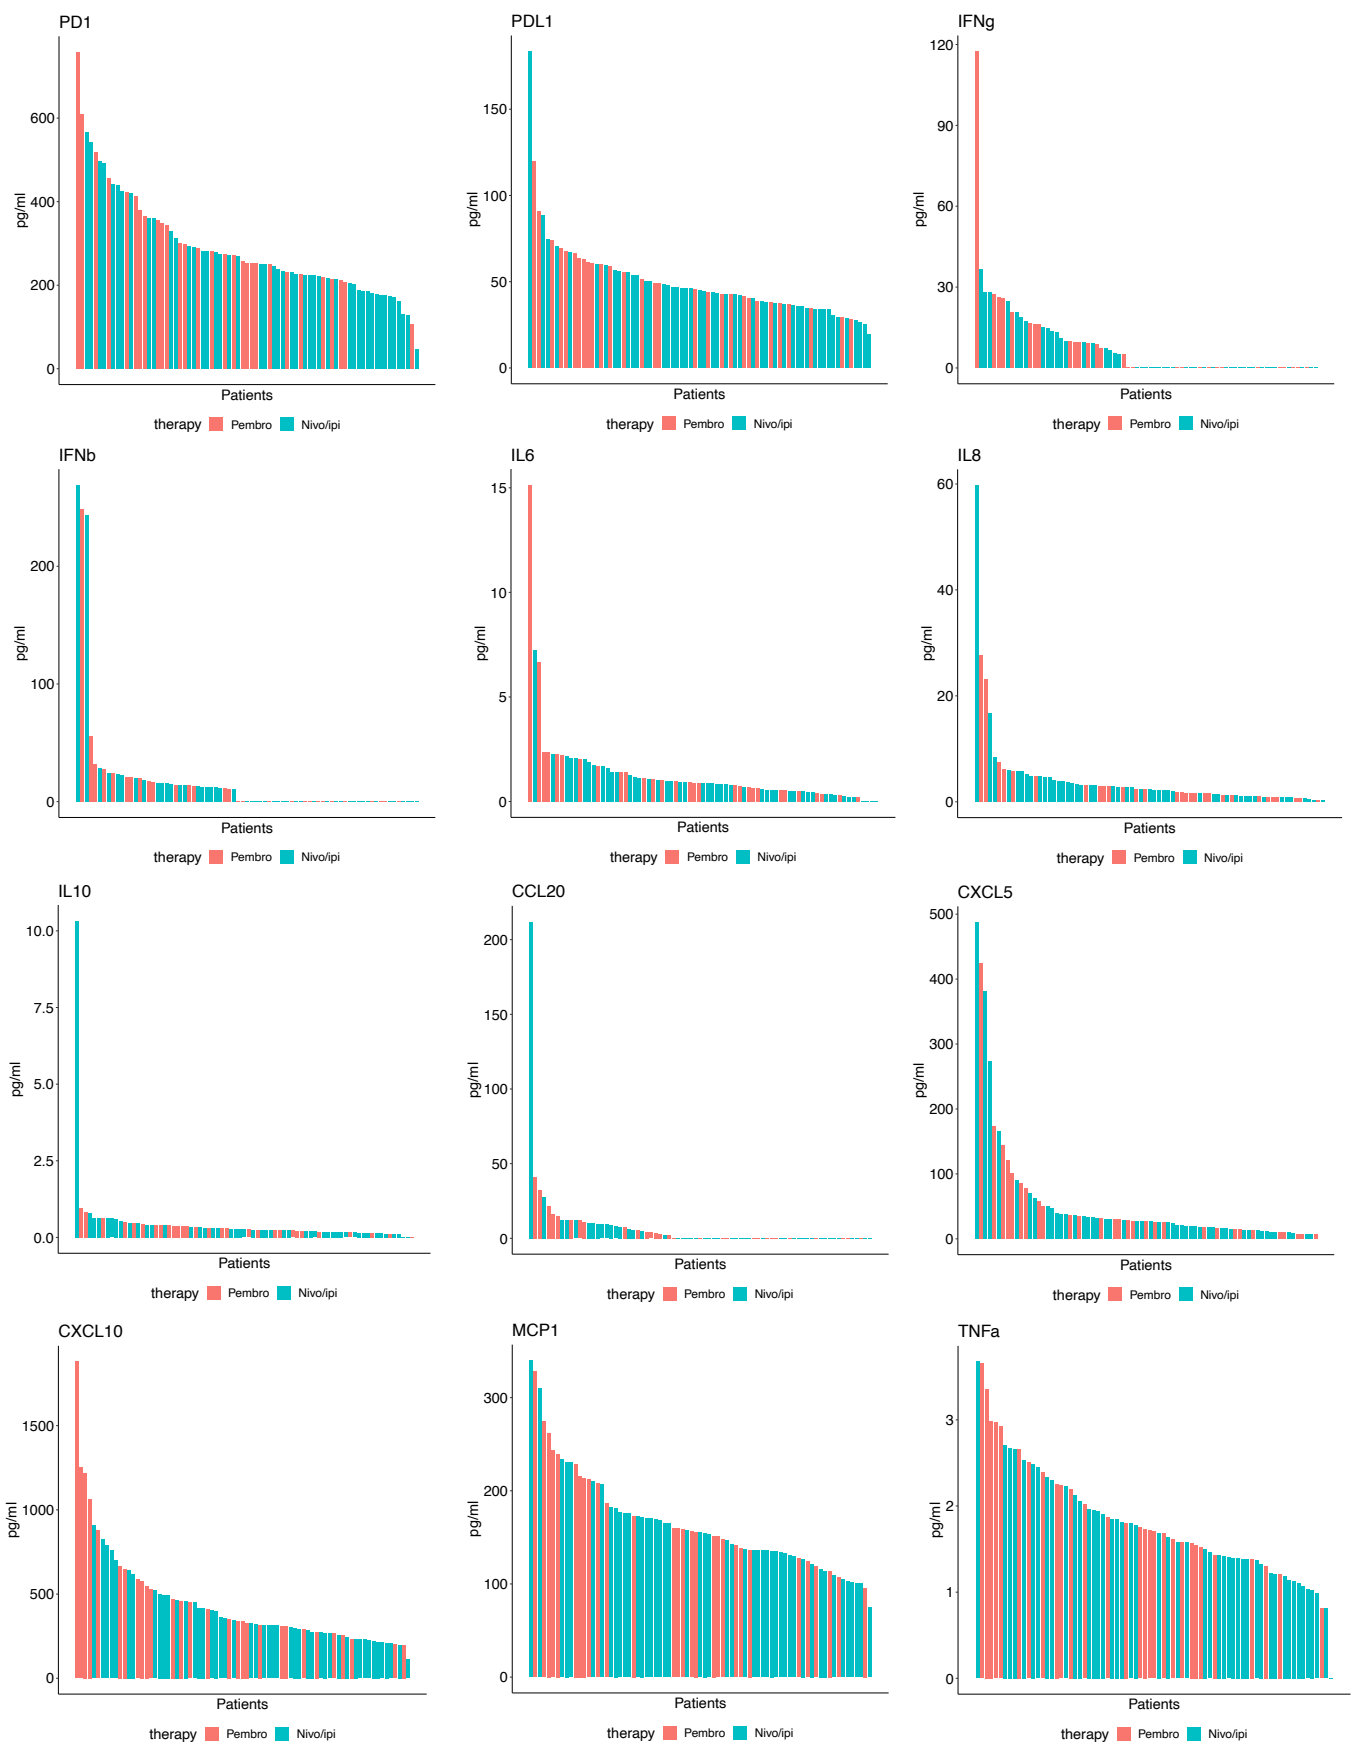 PD1
600
400
200
0
pg/ml
Patients
therapy Pembro Nivo/ipi
PDL1
150
100
50
0
pg/ml
Patients
therapy Pembro Nivo/ipi
IFNg
120
90
60
30
0
pg/ml
Patients
therapy Pembro Nivo/ipi
IFNb
200
100
0
pg/ml
Patients
therapy Pembro Nivo/ipi
IL6
15
10
5
0
pg/ml
Patients
therapy Pembro Nivo/ipi
IL8
60
40
20
0
pg/ml
Patients
therapy Pembro Nivo/ipi
IL10
10.0
7.5
5.0
2.5
0.0
pg/ml
Patients
therapy Pembro Nivo/ipi
CCL20
200
150
100
50
0
pg/ml
Patients
therapy Pembro Nivo/ipi
CXCL5
500
400
300
200
100
0
pg/ml
Patients
therapy Pembro Nivo/ipi
CXCL10
1500
1000
500
0
pg/ml
Patients
therapy Pembro Nivo/ipi
MCP1
300
200
100
0
pg/ml
Patients
therapy Pembro Nivo/ipi
TNFa
3
2
1
0
pg/ml
Patients
therapy Pembro Nivo/ipi